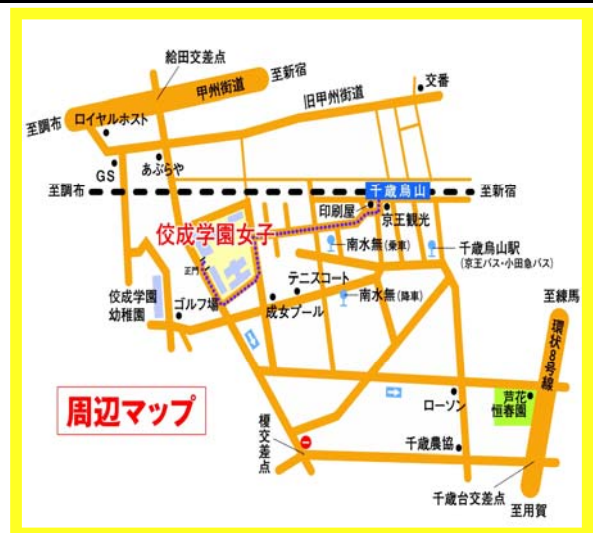 給田交差点
甲州街道
至新宿
旧甲州街道
交番
至調布
ロイヤルホスト
GS
あぶらや
至調布
千歳烏山
至新宿
印刷屋
京王観光
佼成学園女子
南水無(乗車)
千歳烏山駅
(京王バス・小田急バス)
正門
テニスコート
至練馬
佼成学園
幼稚園
ゴルフ場
成女プール
南水無(降車)
環状8号線
周辺マップ
ローソン
芦花
恒春園
榎交差点
千歳農協
千歳台交差点
至用賀